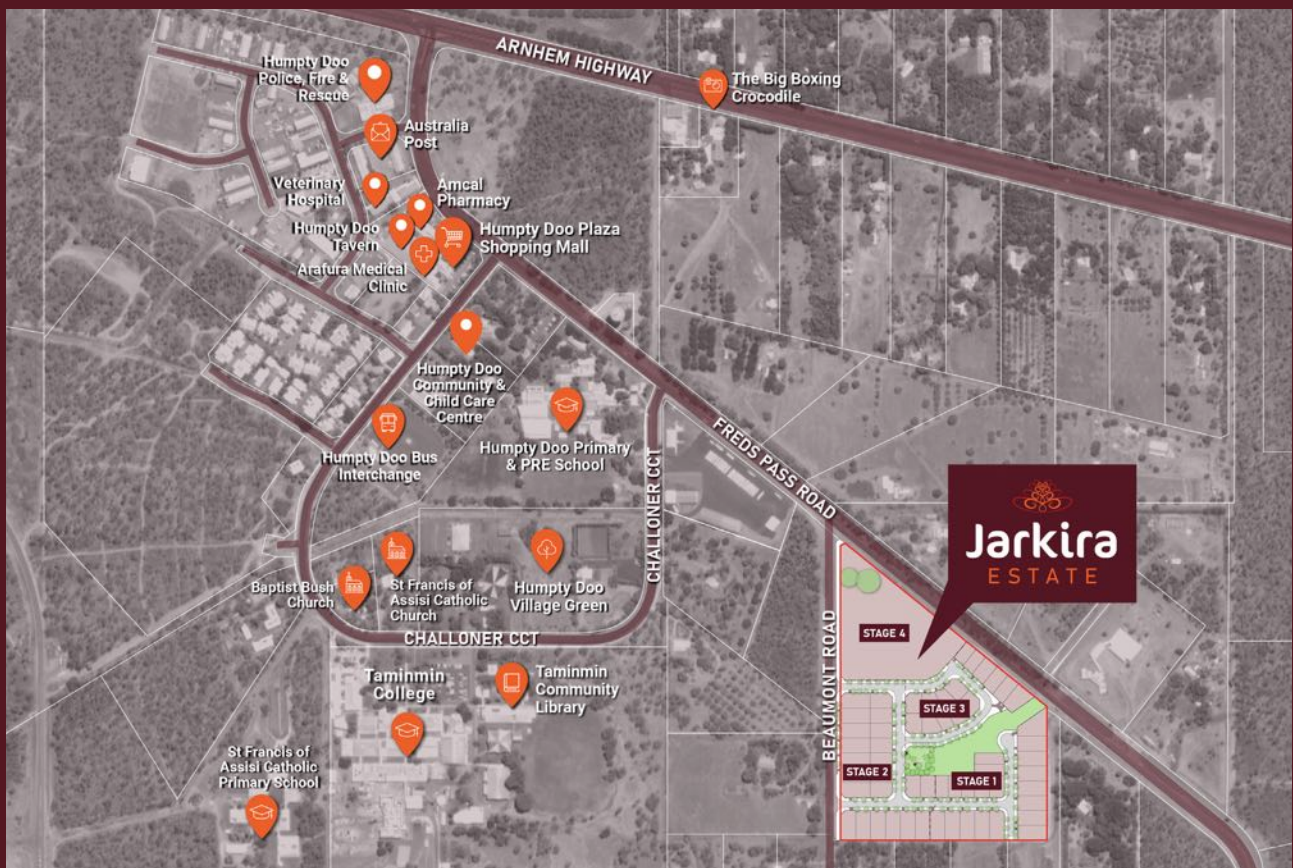 ARNHEM HIGHWAY
Humpty Doo
Police, Fire &
Rescue
The Big Boxing
Crocodile
Australia
Post
Veterinary
Hospital
Amcal
Pharmacy
Humpty Doo
Tavern
Humpty Doo Plaza
Shopping Mall
Arafura Medical
Clinic
Humpty Doo
Community &
Child Care
Centre
Humpty Doo Primary
& PRE School
Humpty Doo Bus
Interchange
FREDS PASS ROAD
CHALLONER CCT
Jarkira
ESTATE
Baptist Bush
Church
St Francis of
Assisi Catholic
Church
Humpty Doo
Village Green
CHALLONER CCT
BEAUMONT ROAD
STAGE 4
STAGE 3
STAGE 2
STAGE 1
Taminmin
College
Taminmin
Community
Library
St Francis of
Assisi Catholic
Primary School